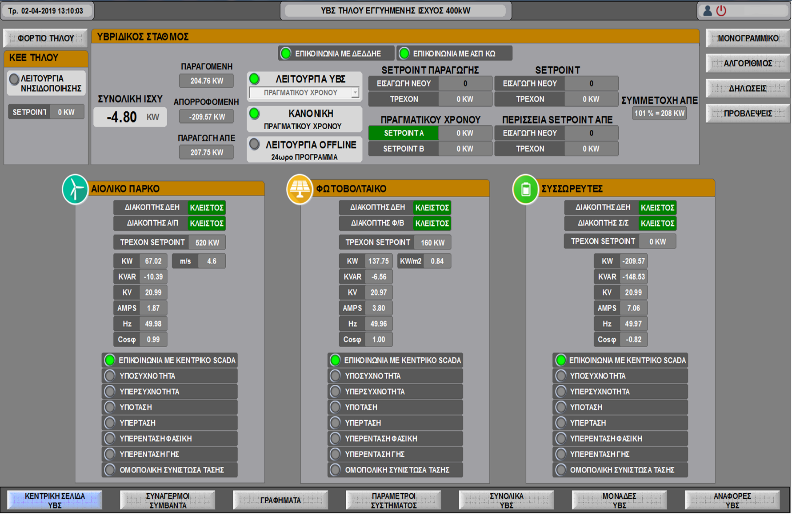 Τρ. 02-04-2019 13:10:03
ΥΒΣ ΤΗΛΟΥ ΕΓΓΥΗΜΕΝΗΣ ΙΣΧΥΟΣ 400kW
ΦΟΡΤΙΟ ΤΗΛΟΥ
ΚΕΕ ΤΗΛΟΥ
ΛΕΙΤΟΥΡΓΙΑ
ΝΗΣΙΔΟΠΟΙΗΣΗΣ
SETPOINT 0 KW
ΥΒΡΙΔΙΚΟΣ ΣΤΑΘΜΟΣ
ΕΠΙΚΟΙΝΩΝΙΑ ΜΕ ΔΕΔΔΗΕ
ΕΠΙΚΟΙΝΩΝΙΑ ΜΕ ΑΣΠ ΚΩ
ΣΥΝΟΛΙΚΗ ΙΣΧΥ
-4.80 KW
ΠΑΡΑΓΟΜΕΝΗ
204.76 KW
ΑΠΟΡΡΟΦΟΜΕΝΗ
-209.57 KW
ΠΑΡΑΓΩΓΗ ΑΠΕ
207.75 KW
ΛΕΙΤΟΥΡΓΙΑ ΥΒΣ
ΠΡΑΓΜΑΤΙΚΟΥ ΧΡΟΝΟΥ
ΚΑΝΟΝΙΚΗ
ΠΡΑΓΜΑΤΙΚΟΥ ΧΡΟΝΟΥ
ΛΕΙΤΟΥΡΓΙΑ OFFLINE
24ωρο ΠΡΟΓΡΑΜΜΑ
SETPOINT ΠΑΡΑΓΩΓΗΣ
ΕΙΣΑΓΩΓΗ ΝΕΟΥ 0
ΤΡΕΧΟΝ 0 KW
ΠΡΑΓΜΑΤΙΚΟΥ ΧΡΟΝΟΥ
SETPOINT A 0 KW
SETPOINT B 0 KW
SETPOINT
ΕΙΣΑΓΩΓΗ ΝΕΟΥ 0
ΤΡΕΧΟΝ 0 KW
ΠΕΡΙΣΣΕΙΑ SETPOINT ΑΠΕ
ΕΙΣΑΓΩΓΗ ΝΕΟΥ 0
ΤΡΕΧΟΝ 0 KW
ΣΥΜΜΕΤΟΧΗ ΑΠΕ
101 % = 208 KW
ΜΟΝΟΓΡΑΜΜΙΚΟ
ΑΛΓΟΡΙΘΜΟΣ
ΔΗΛΩΣΕΙΣ
ΠΡΟΒΛΕΨΕΙΣ
ΑΙΟΛΙΚΟ ΠΑΡΚΟ
ΔΙΑΚΟΠΤΗΣ ΔΕΗ ΚΛΕΙΣΤΟΣ
ΔΙΑΚΟΠΤΗΣ Α/Π ΚΛΕΙΣΤΟΣ
ΤΡΕΧΟΝ SETPOINT 520 KW
KW 67.02 m/s 4.6
KVAR -10.39
KV 20.99
AMPS 1.87
Hz 49.98
Cosφ 0.99
ΕΠΙΚΟΙΝΩΝΙΑ ΜΕ ΚΕΝΤΡΙΚΟ SCADA
ΥΠΟΣΥΧΝΟΤΗΤΑ
ΥΠΕΡΣΥΧΝΟΤΗΤΑ
ΥΠΟΤΑΣΗ
ΥΠΕΡΤΑΣΗ
ΥΠΕΡΕΝΤΑΣΗ ΦΑΣΙΚΗ
ΥΠΕΡΕΝΤΑΣΗ ΓΗΣ
ΟΜΟΠΟΛΙΚΗ ΣΥΝΙΣΤΩΣΑ ΤΑΣΗΣ
ΦΩΤΟΒΟΛΤΑΙΚΟ
ΔΙΑΚΟΠΤΗΣ ΔΕΗ ΚΛΕΙΣΤΟΣ
ΔΙΑΚΟΠΤΗΣ Φ/Β ΚΛΕΙΣΤΟΣ
ΤΡΕΧΟΝ SETPOINT 160 KW
KW 137.75 KW/m2 0.84
KVAR -6.56
KV 20.97
AMPS 3.80
Hz 49.96
Cosφ 1.00
ΕΠΙΚΟΙΝΩΝΙΑ ΜΕ ΚΕΝΤΡΙΚΟ SCADA
ΥΠΟΣΥΧΝΟΤΗΤΑ
ΥΠΕΡΣΥΧΝΟΤΗΤΑ
ΥΠΟΤΑΣΗ
ΥΠΕΡΤΑΣΗ
ΥΠΕΡΕΝΤΑΣΗ ΦΑΣΙΚΗ
ΥΠΕΡΕΝΤΑΣΗ ΓΗΣ
ΟΜΟΠΟΛΙΚΗ ΣΥΝΙΣΤΩΣΑ ΤΑΣΗΣ
ΣΥΣΣΩΡΕΥΤΕΣ
ΔΙΑΚΟΠΤΗΣ ΔΕΗ ΚΛΕΙΣΤΟΣ
ΔΙΑΚΟΠΤΗΣ Σ/Σ ΚΛΕΙΣΤΟΣ
ΤΡΕΧΟΝ SETPOINT 0 KW
KW -209.57
KVAR -148.53
KV 20.99
AMPS 7.06
Hz 49.97
Cosφ -0.82
ΕΠΙΚΟΙΝΩΝΙΑ ΜΕ ΚΕΝΤΡΙΚΟ SCADA
ΥΠΟΣΥΧΝΟΤΗΤΑ
ΥΠΕΡΣΥΧΝΟΤΗΤΑ
ΥΠΟΤΑΣΗ
ΥΠΕΡΤΑΣΗ
ΥΠΕΡΕΝΤΑΣΗ ΦΑΣΙΚΗ
ΥΠΕΡΕΝΤΑΣΗ ΓΗΣ
ΟΜΟΠΟΛΙΚΗ ΣΥΝΙΣΤΩΣΑ ΤΑΣΗΣ
ΚΕΝΤΡΙΚΗ ΣΕΛΙΔΑ
ΥΒΣ
ΣΥΝΑΓΕΡΜΟΙ
ΣΥΜΒΑΝΤΑ
ΓΡΑΦΗΜΑΤΑ
ΠΑΡΑΜΕΤΡΟΙ
ΣΥΣΤΗΜΑΤΟΣ
ΣΥΝΟΛΙΚΑ
ΥΒΣ
ΜΟΝΑΔΕΣ
ΥΒΣ
ΑΝΑΦΟΡΕΣ
ΥΒΣ